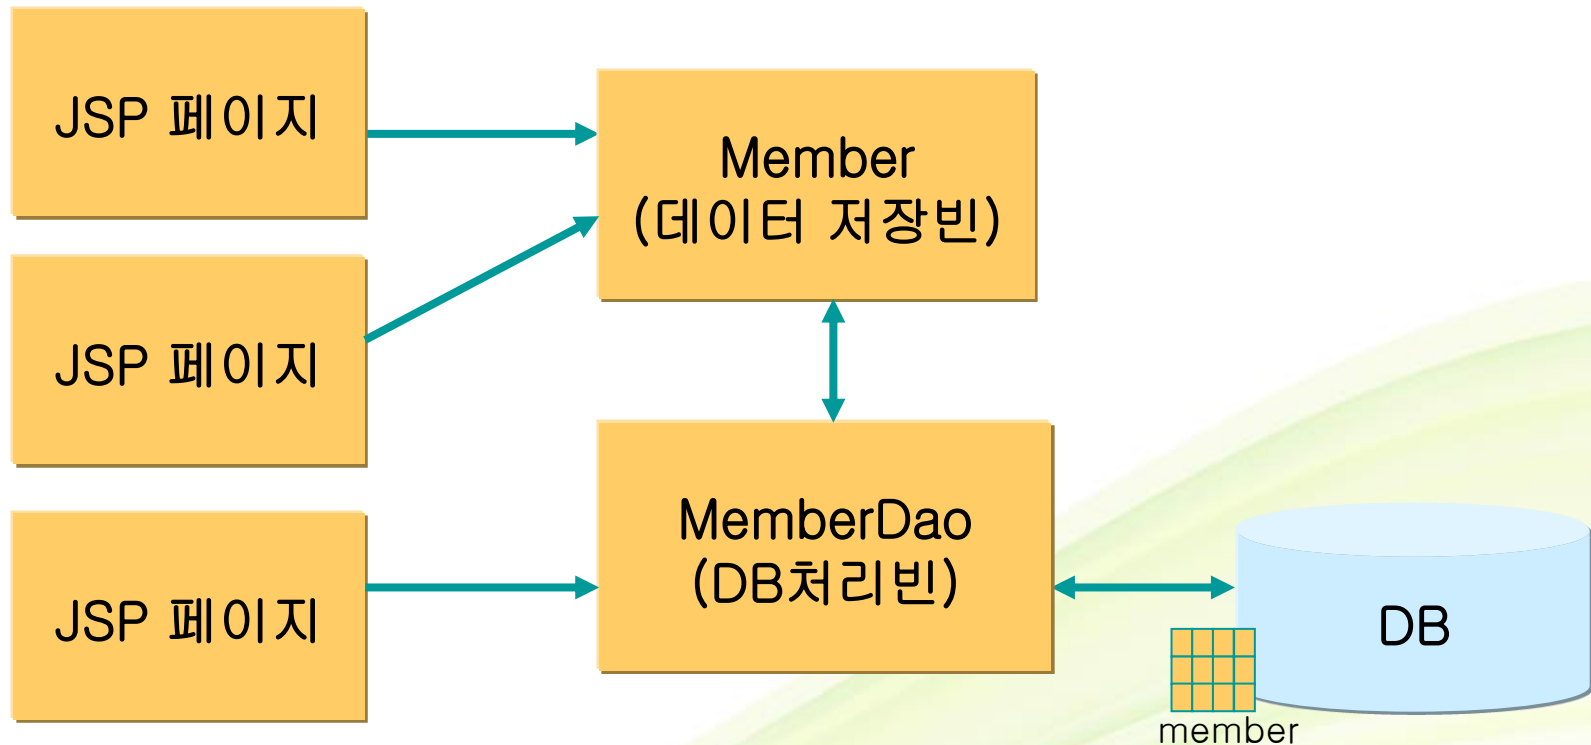 JSP 페이지
Member
(데이터 저장빈)
JSP 페이지
MemberDao
(DB처리빈)
JSP 페이지
DB
member